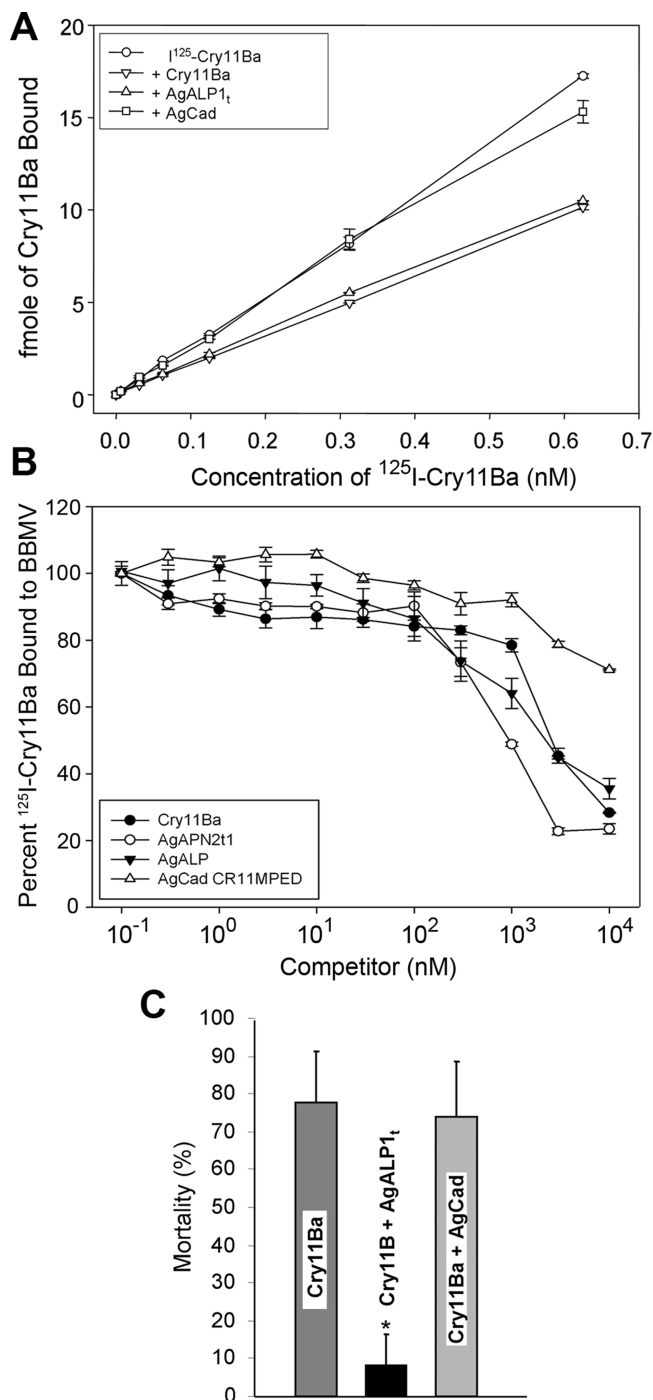 A
20
15
10
5
0
fmole of Cry11Ba Bound
I¹²⁵-Cry11Ba
+ Cry11Ba
+ AgALP1ₜ
+ AgCad
0.0 0.1 0.2 0.3 0.4 0.5 0.6 0.7
Concentration of ¹²⁵I-Cry11Ba (nM)
B
120
100
80
60
40
20
0
Percent ¹²⁵I-Cry11Ba Bound to BBMV
Cry11Ba
AgAPN2t1
AgALP
AgCad CR11MPED
10⁻¹ 10⁰ 10¹ 10² 10³ 10⁴
Competitor (nM)
C
100
90
80
70
60
50
40
30
20
10
0
Mortality (%)
Cry11Ba
* Cry11B + AgALP1ₜ
Cry11Ba + AgCad